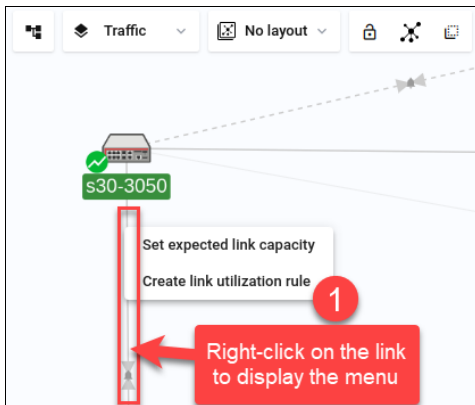 Traffic
No layout
s30-3050
Set expected link capacity
Create link utilization rule
1
Right-click on the link
to display the menu